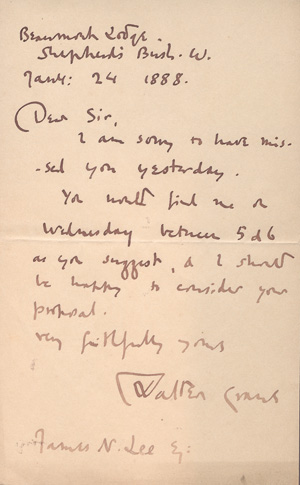 Beaumont Lodge.
Shepherd's Bush. W.
Jany: 24 1888.
Dear Sir,
I am sorry to have mis-
-sed you yesterday.
You would find me on
Wednesday between 5 & 6
as you suggest, & I should
be happy to consider your
proposal.
very faithfully yours
Walter Crane
James N. Lee Eq: